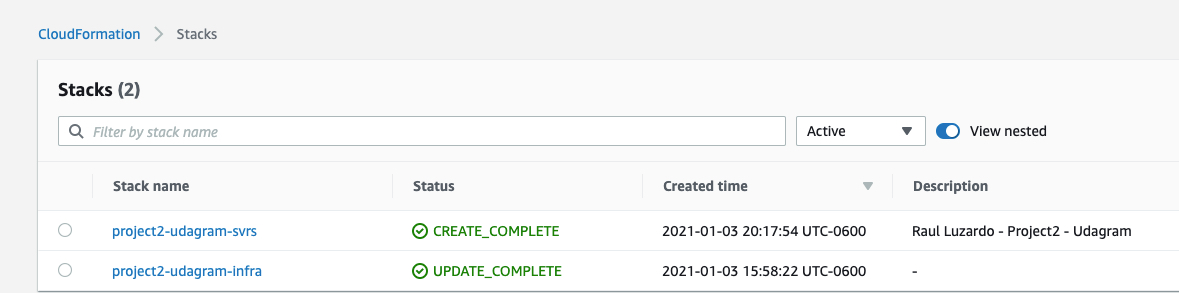 CloudFormation > Stacks
Stacks (2)
Filter by stack name Active View nested
Stack name Status Created time Description
project2-udagram-svrs CREATE_COMPLETE 2021-01-03 20:17:54 UTC-0600 Raul Luzardo - Project2 - Udagram
project2-udagram-infra UPDATE_COMPLETE 2021-01-03 15:58:22 UTC-0600 -